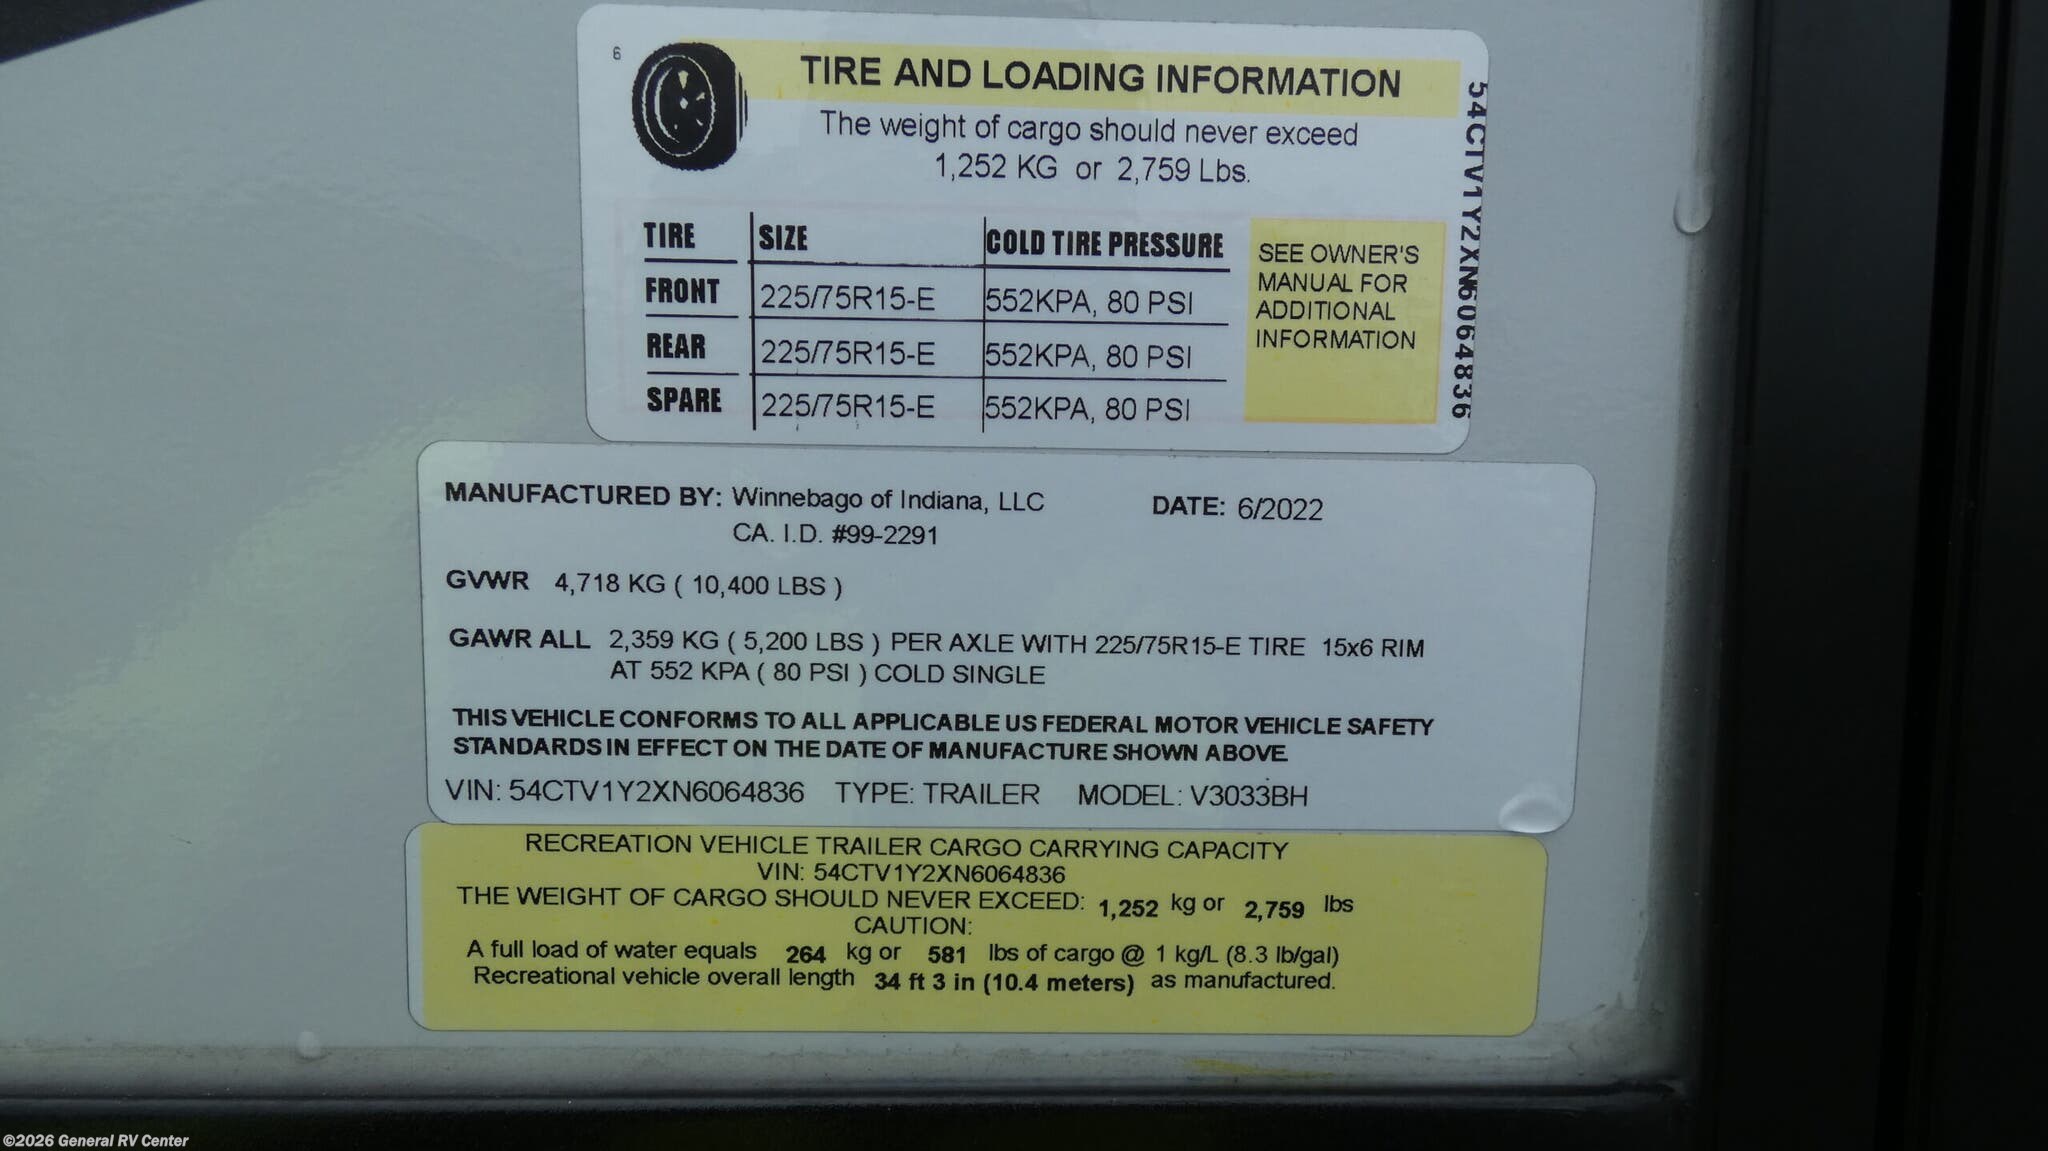 6
TIRE AND LOADING INFORMATION
The weight of cargo should never exceed
1,252 KG or 2,759 Lbs.
TIRE SIZE COLD TIRE PRESSURE
FRONT 225/75R15-E 552KPA, 80 PSI
REAR 225/75R15-E 552KPA, 80 PSI
SPARE 225/75R15-E 552KPA, 80 PSI
SEE OWNER'S
MANUAL FOR
ADDITIONAL
INFORMATION
54CTV1Y2XN6064836
MANUFACTURED BY: Winnebago of Indiana, LLC DATE: 6/2022
CA. I.D. #99-2291
GVWR 4,718 KG ( 10,400 LBS )
GAWR ALL 2,359 KG ( 5,200 LBS ) PER AXLE WITH 225/75R15-E TIRE 15x6 RIM
AT 552 KPA ( 80 PSI ) COLD SINGLE
THIS VEHICLE CONFORMS TO ALL APPLICABLE US FEDERAL MOTOR VEHICLE SAFETY
STANDARDS IN EFFECT ON THE DATE OF MANUFACTURE SHOWN ABOVE
VIN: 54CTV1Y2XN6064836 TYPE: TRAILER MODEL: V3033BH
RECREATION VEHICLE TRAILER CARGO CARRYING CAPACITY
VIN: 54CTV1Y2XN6064836
THE WEIGHT OF CARGO SHOULD NEVER EXCEED: 1,252 kg or 2,759 lbs
CAUTION:
A full load of water equals 264 kg or 581 lbs of cargo @ 1 kg/L (8.3 lb/gal)
Recreational vehicle overall length 34 ft 3 in (10.4 meters) as manufactured.
©2026 General RV Center